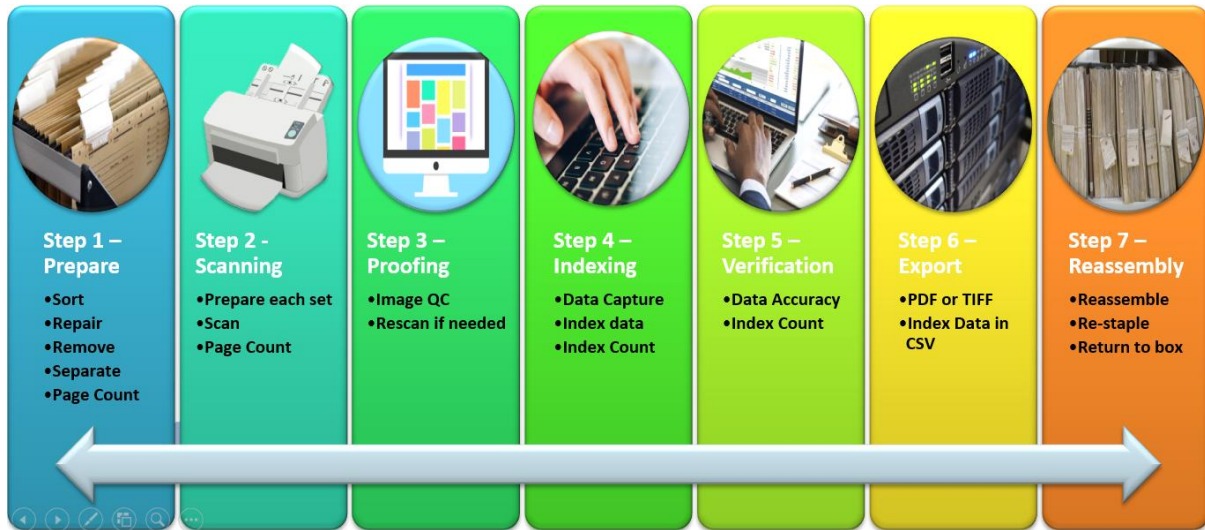 Step 1 –
Prepare
•Sort
•Repair
•Remove
•Separate
•Page Count
Step 2 -
Scanning
•Prepare each set
•Scan
•Page Count
Step 3 –
Proofing
•Image QC
•Rescan if needed
Step 4 –
Indexing
•Data Capture
•Index data
•Index Count
Step 5 –
Verification
•Data Accuracy
•Index Count
Step 6 –
Export
•PDF or TIFF
•Index Data in
CSV
Step 7 –
Reassembly
•Reassemble
•Re-staple
•Return to box